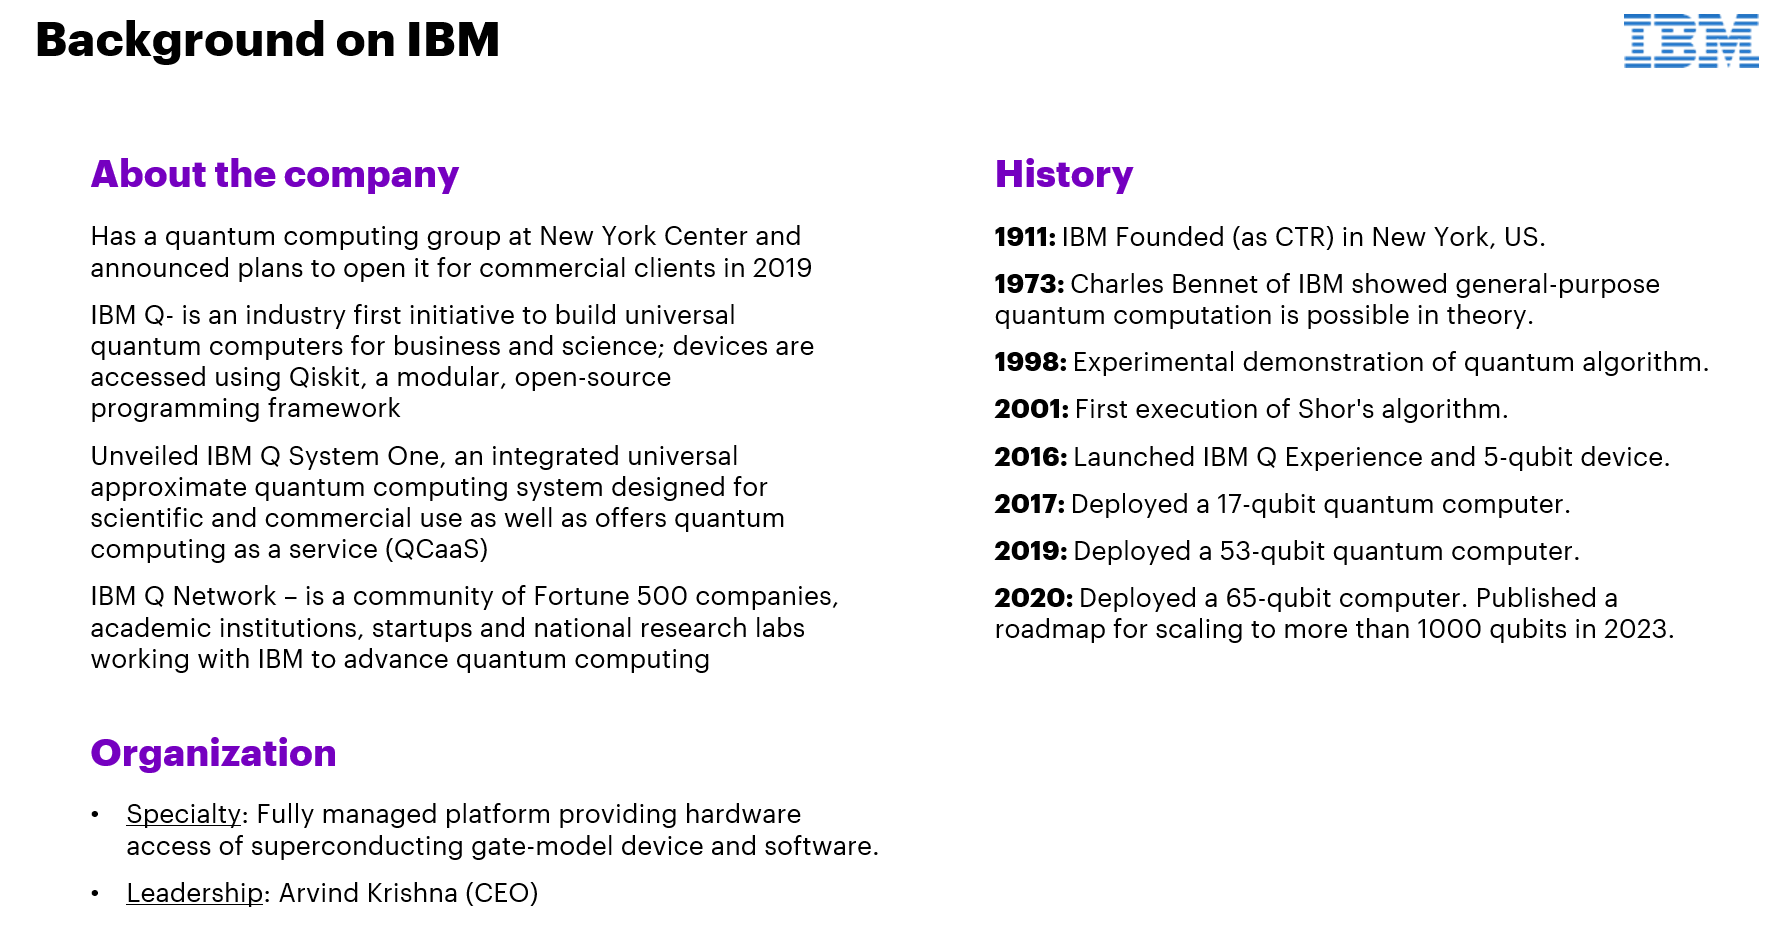 Background on IBM
IBM
About the company
Has a quantum computing group at New York Center and
announced plans to open it for commercial clients in 2019
IBM Q- is an industry first initiative to build universal
quantum computers for business and science; devices are
accessed using Qiskit, a modular, open-source
programming framework
Unveiled IBM Q System One, an integrated universal
approximate quantum computing system designed for
scientific and commercial use as well as offers quantum
computing as a service (QCaaS)
IBM Q Network – is a community of Fortune 500 companies,
academic institutions, startups and national research labs
working with IBM to advance quantum computing
Organization
• Specialty: Fully managed platform providing hardware
access of superconducting gate-model device and software.
• Leadership: Arvind Krishna (CEO)
History
1911: IBM Founded (as CTR) in New York, US.
1973: Charles Bennet of IBM showed general-purpose
quantum computation is possible in theory.
1998: Experimental demonstration of quantum algorithm.
2001: First execution of Shor's algorithm.
2016: Launched IBM Q Experience and 5-qubit device.
2017: Deployed a 17-qubit quantum computer.
2019: Deployed a 53-qubit quantum computer.
2020: Deployed a 65-qubit computer. Published a
roadmap for scaling to more than 1000 qubits in 2023.